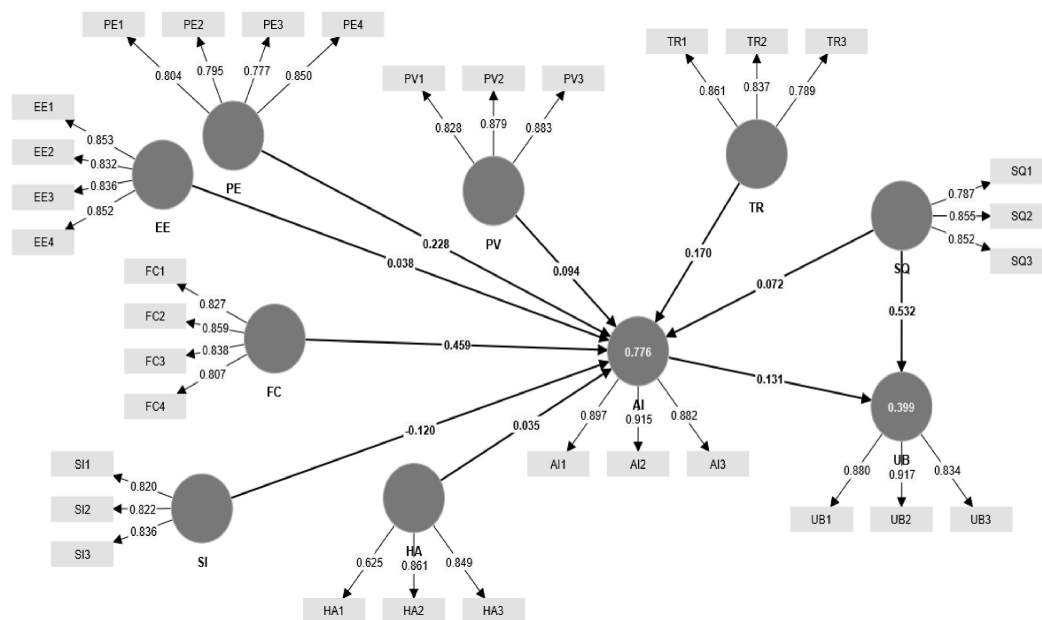 PE1
PE2
PE3
PE4
0.804
0.795
0.777
0.850
PE
EE1
EE2
EE3
EE4
0.853
0.832
0.836
0.852
EE
PV1
PV2
PV3
0.828
0.879
0.883
PV
TR1
TR2
TR3
0.861
0.837
0.789
TR
SQ1
SQ2
SQ3
0.787
0.855
0.852
SQ
0.228
0.038
0.094
0.170
0.072
0.532
FC1
FC2
FC3
FC4
0.827
0.859
0.838
0.807
FC
0.459
0.776
AI
0.897
0.915
0.882
AI1
AI2
AI3
0.131
0.399
UB
0.880
0.917
0.834
UB1
UB2
UB3
-0.120
0.035
SI1
SI2
SI3
0.820
0.822
0.836
SI
HA
0.625
0.861
0.849
HA1
HA2
HA3